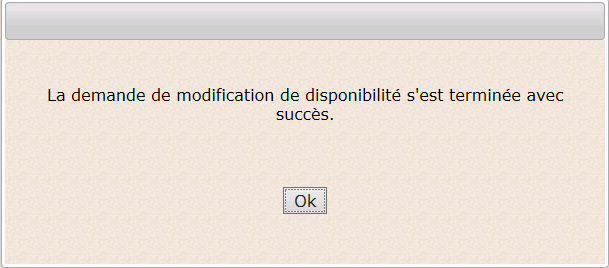 La demande de modification de disponibilité s'est terminée avec
succès.
Ok